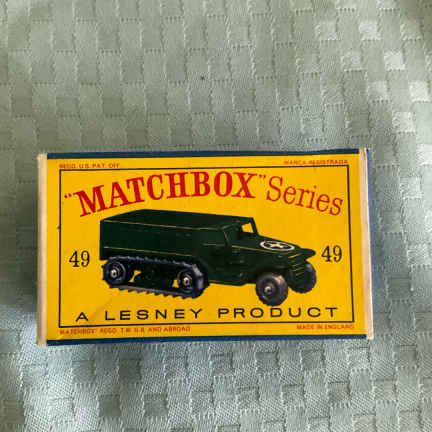 REGD. U.S. PAT. OFF. MARCA REGISTRADA
"MATCHBOX" Series
49 49
A LESNEY PRODUCT
"MATCHBOX" REGD. T.M. U.S. AND ABROAD MADE IN ENGLAND